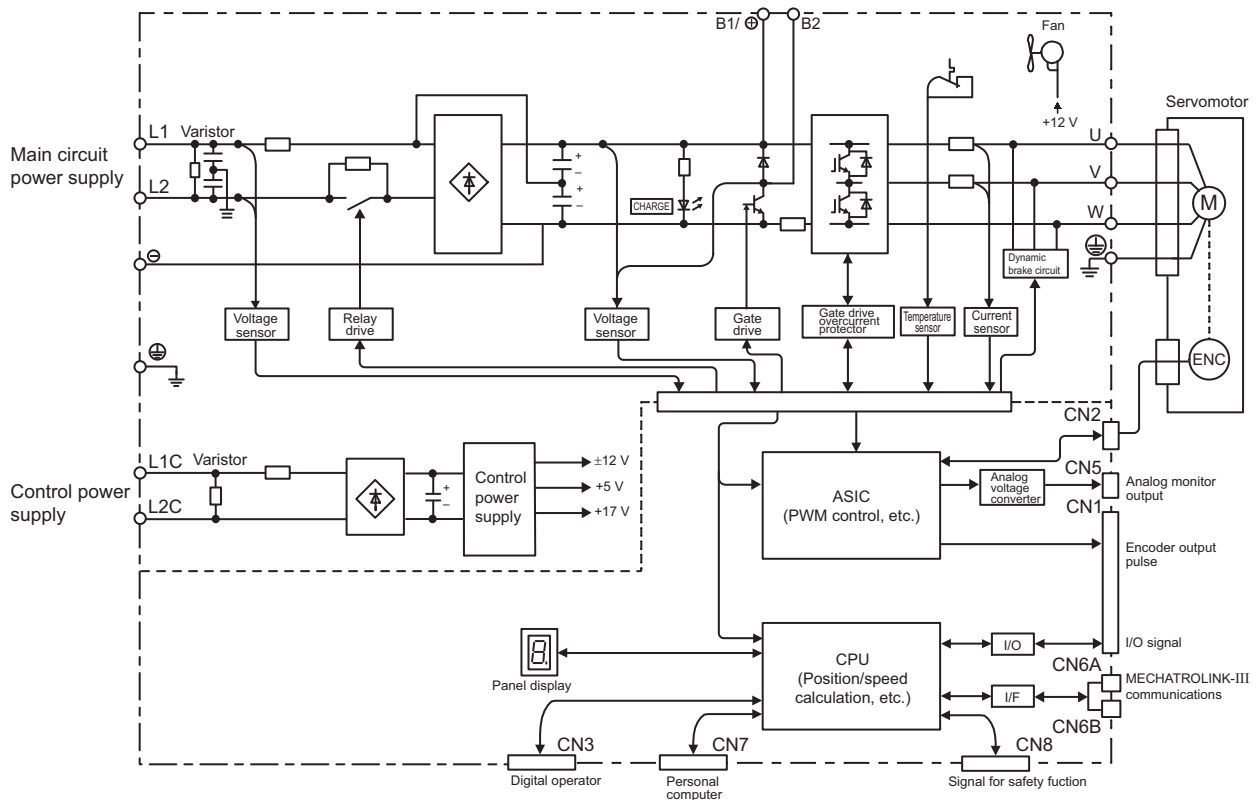 B1/ ⊕
B2
Fan
+12 V
Servomotor
Main circuit
power supply
L1
Varistor
L2
+
–
+
–
CHARGE
U
V
W
M
⊖
Dynamic
brake circuit
Voltage
sensor
Relay
drive
Voltage
sensor
Gate
drive
Gate drive
overcurrent
protector
Temperature
sensor
Current
sensor
ENC
CN2
Control power
supply
L1C
Varistor
L2C
+
–
Control
power
supply
±12 V
+5 V
+17 V
ASIC
(PWM control, etc.)
Analog
voltage
converter
CN5
Analog monitor
output
CN1
Encoder output
pulse
I/O signal
8.
Panel display
CPU
(Position/speed
calculation, etc.)
I/O
I/F
CN6A
MECHATROLINK-III
communications
CN6B
CN3
Digital operator
CN7
Personal
computer
CN8
Signal for safety fuction